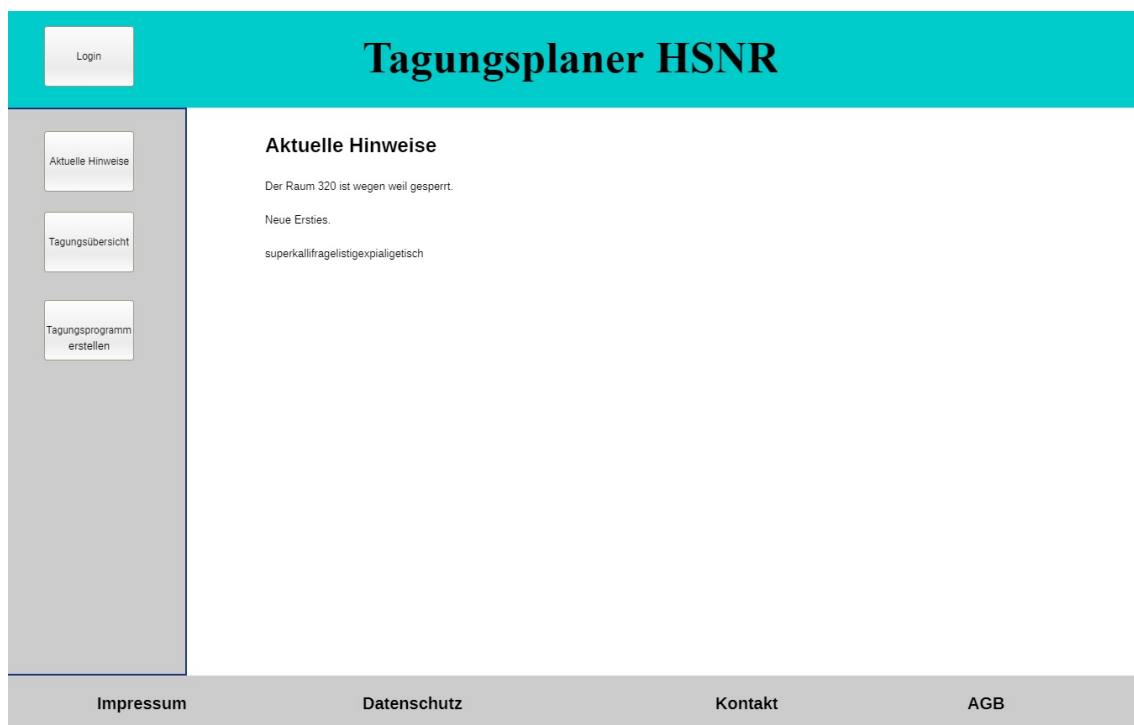 Login
Tagungsplaner HSNR
Aktuelle Hinweise
Tagungsübersicht
Tagungsprogramm
erstellen
Aktuelle Hinweise
Der Raum 320 ist wegen weil gesperrt.
Neue Ersties.
superkallifragelistigexpialigetisch
Impressum
Datenschutz
Kontakt
AGB